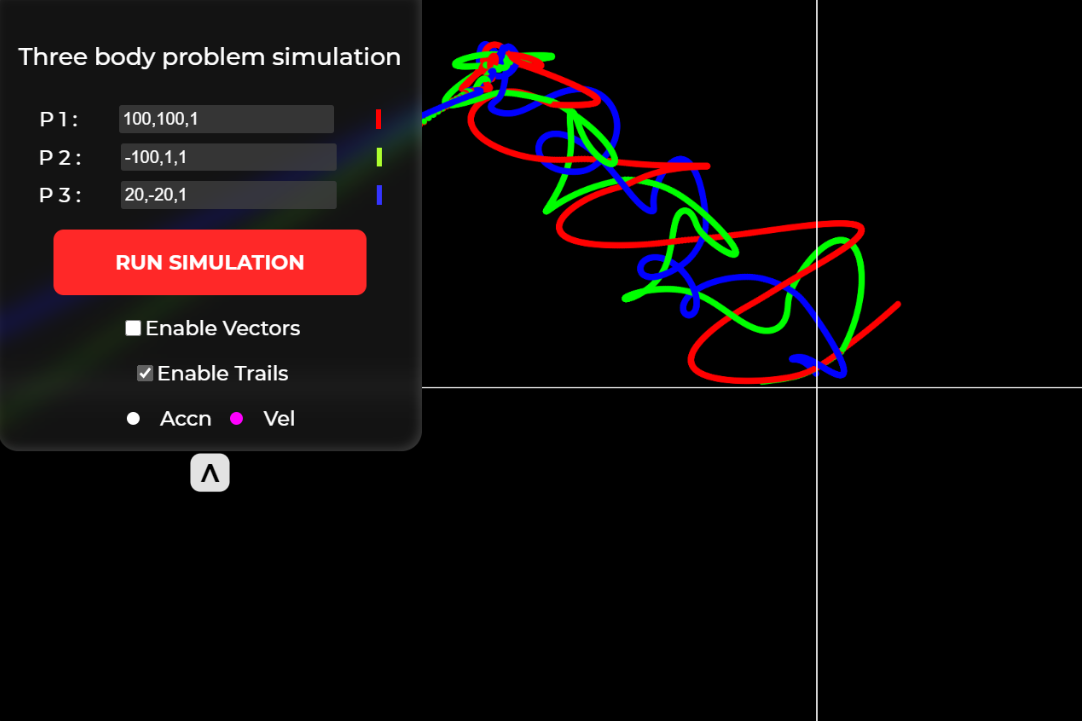 Three body problem simulation
P 1 : 100,100,1
P 2 : -100,1,1
P 3 : 20,-20,1
RUN SIMULATION
Enable Vectors
Enable Trails
Accn Vel
Λ